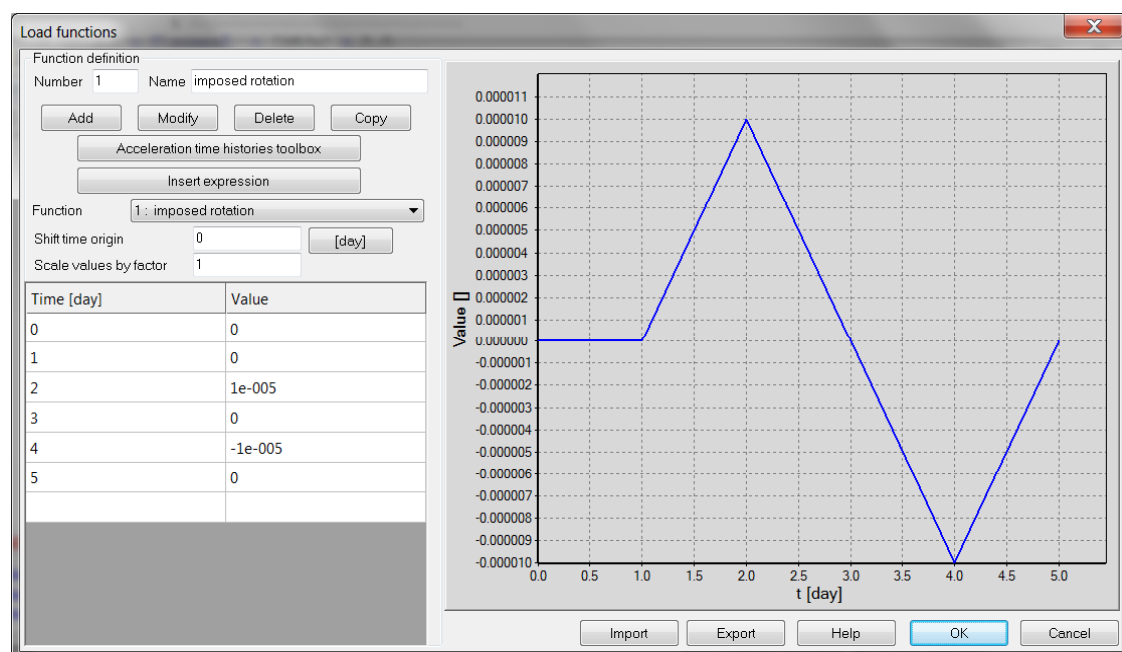 Load functions
Function definition
Number 1 Name imposed rotation
Add Modify Delete Copy
Acceleration time histories toolbox
Insert expression
Function 1 : imposed rotation
Shift time origin 0 [day]
Scale values by factor 1
Time [day] Value
0 0
1 0
2 1e-005
3 0
4 -1e-005
5 0
0.000011
0.000010
0.000009
0.000008
0.000007
0.000006
0.000005
0.000004
0.000003
0.000002
0.000001
0.000000
-0.000001
-0.000002
-0.000003
-0.000004
-0.000005
-0.000006
-0.000007
-0.000008
-0.000009
-0.000010
Value []
0.0 0.5 1.0 1.5 2.0 2.5 3.0 3.5 4.0 4.5 5.0
t [day]
Import Export Help OK Cancel